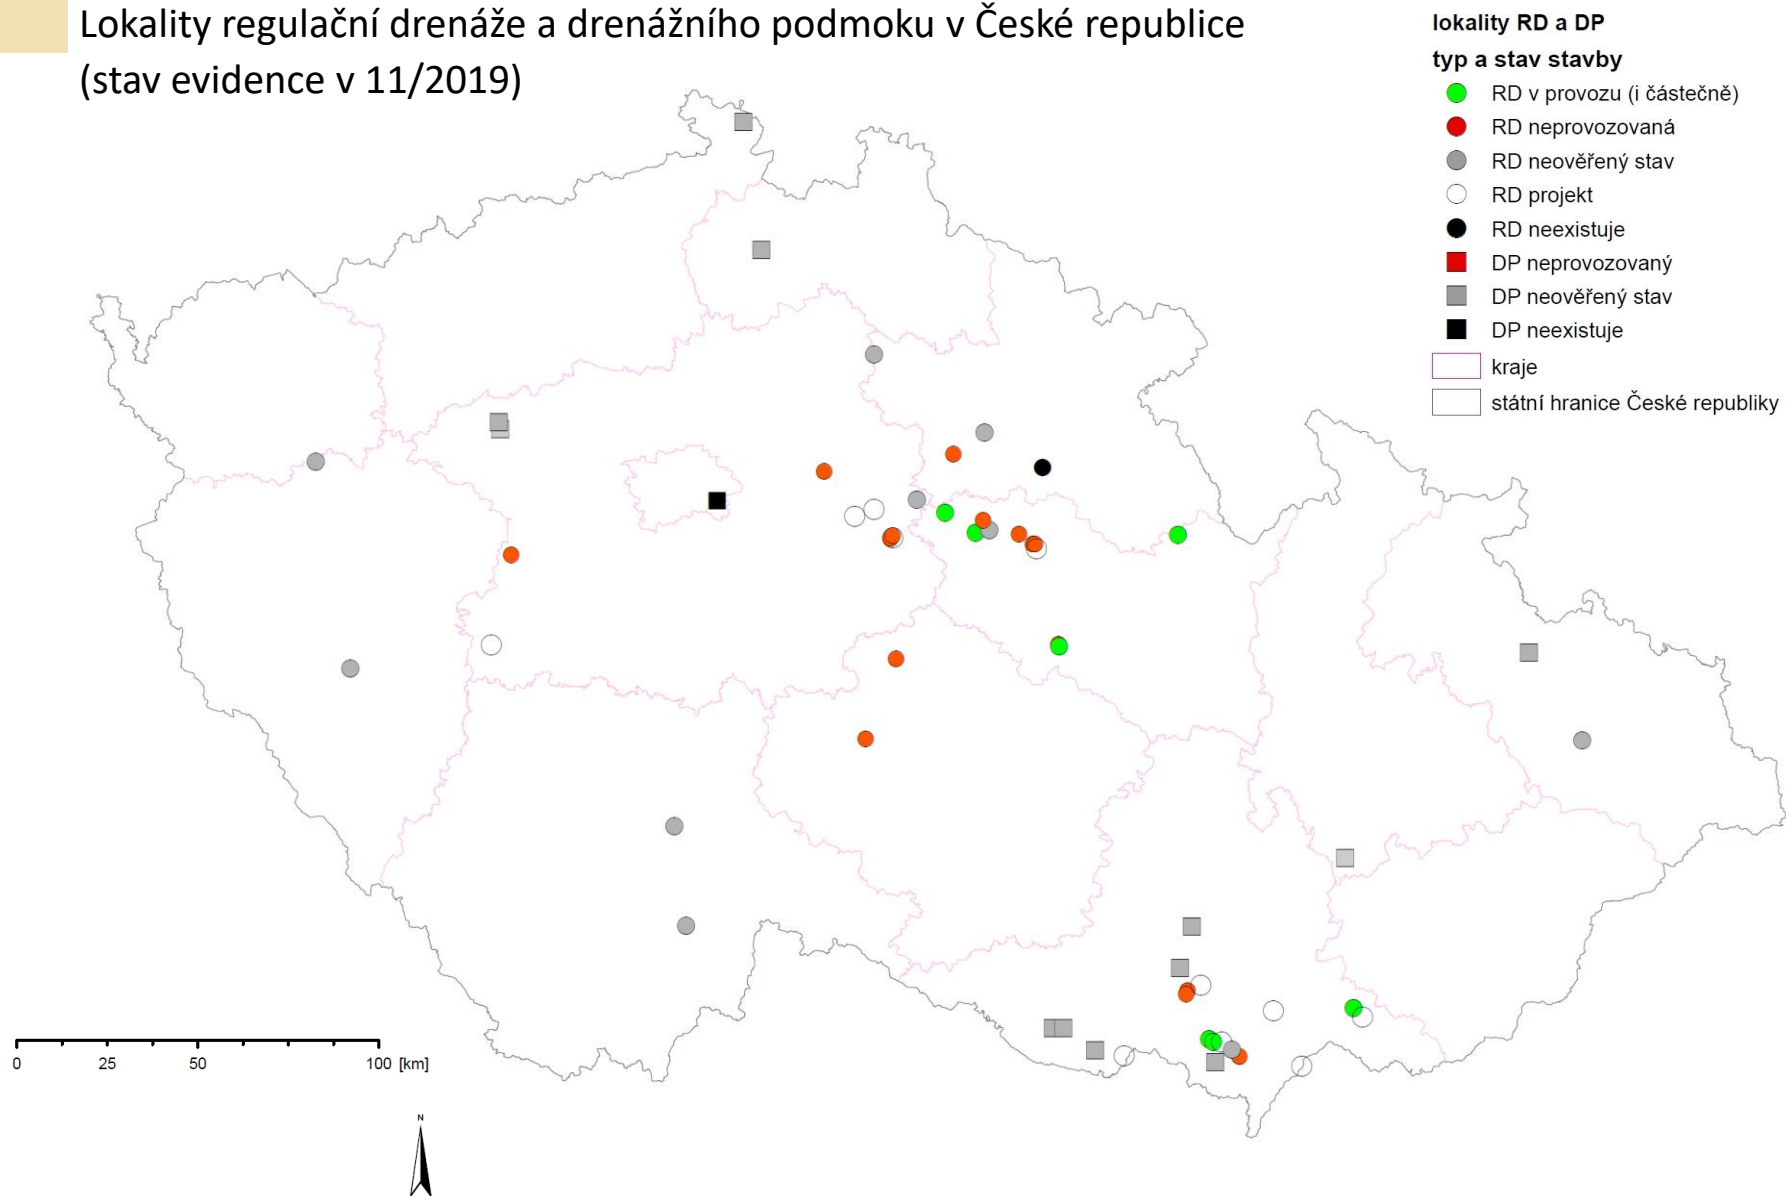 Lokality regulační drenáže a drenážního podmoku v České republice
(stav evidence v 11/2019)
lokality RD a DP
typ a stav stavby
RD v provozu (i částečně)
RD neprovozovaná
RD neověřený stav
RD projekt
RD neexistuje
DP neprovozovaný
DP neověřený stav
DP neexistuje
kraje
státní hranice České republiky
0 25 50 100 [km]
N